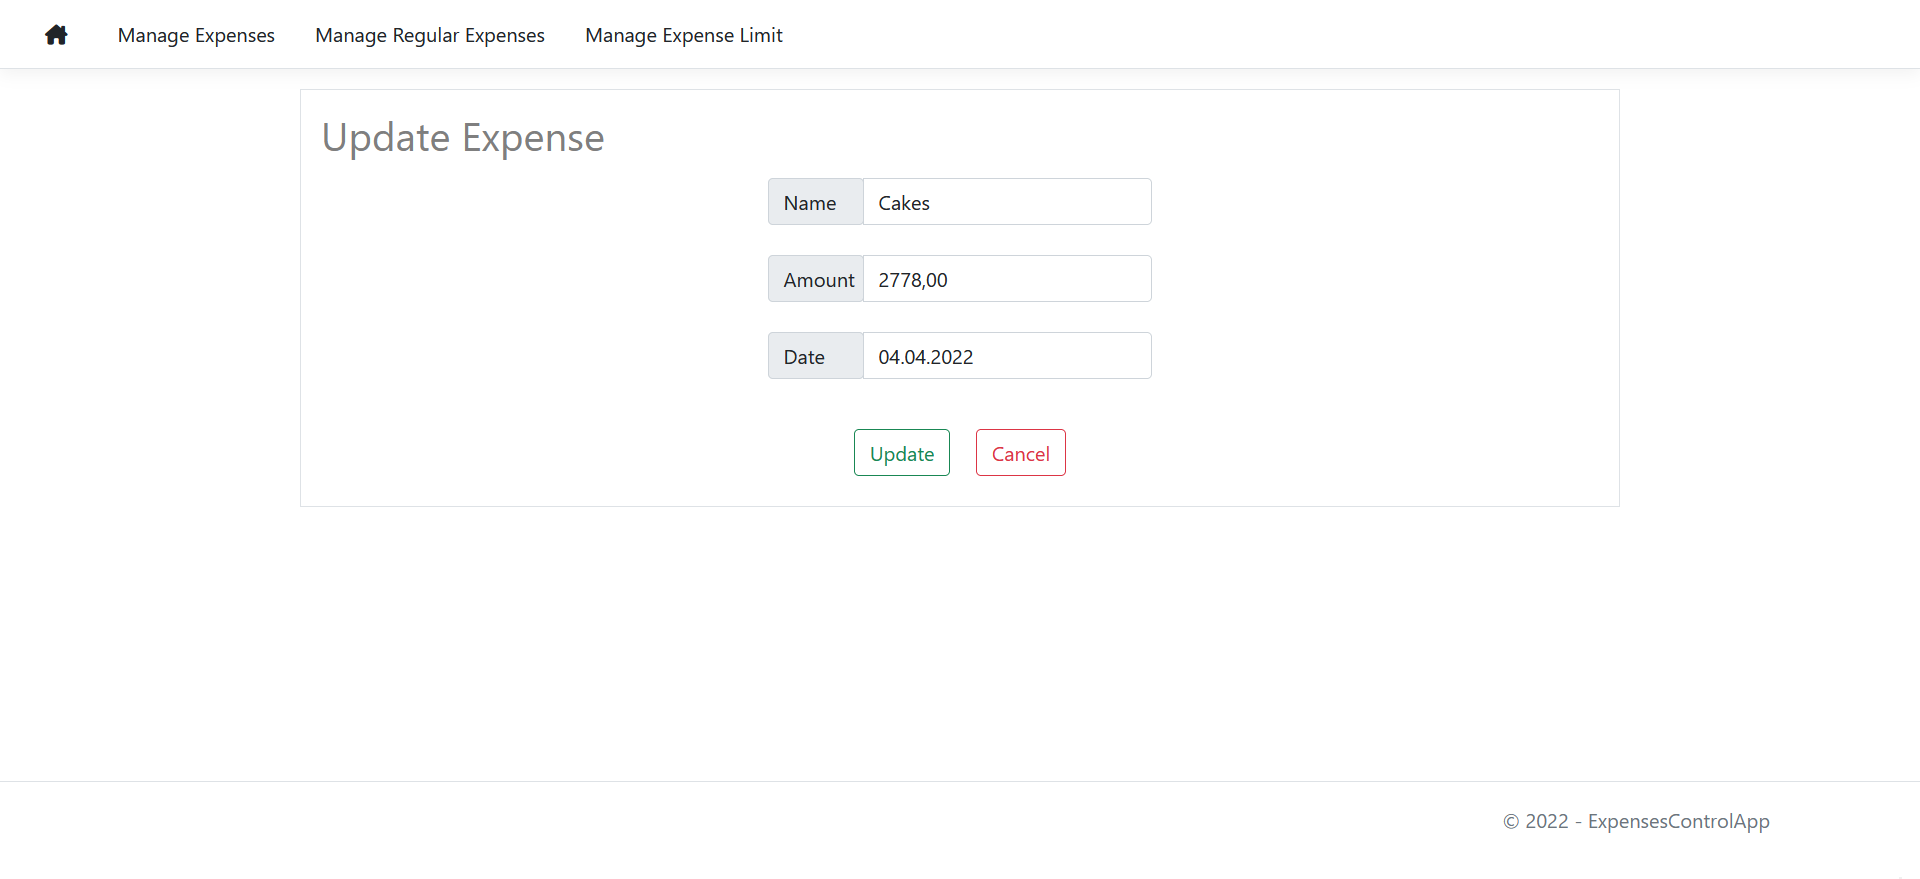 Manage Expenses Manage Regular Expenses Manage Expense Limit
Update Expense
Name Cakes
Amount 2778,00
Date 04.04.2022
Update Cancel
© 2022 - ExpensesControlApp